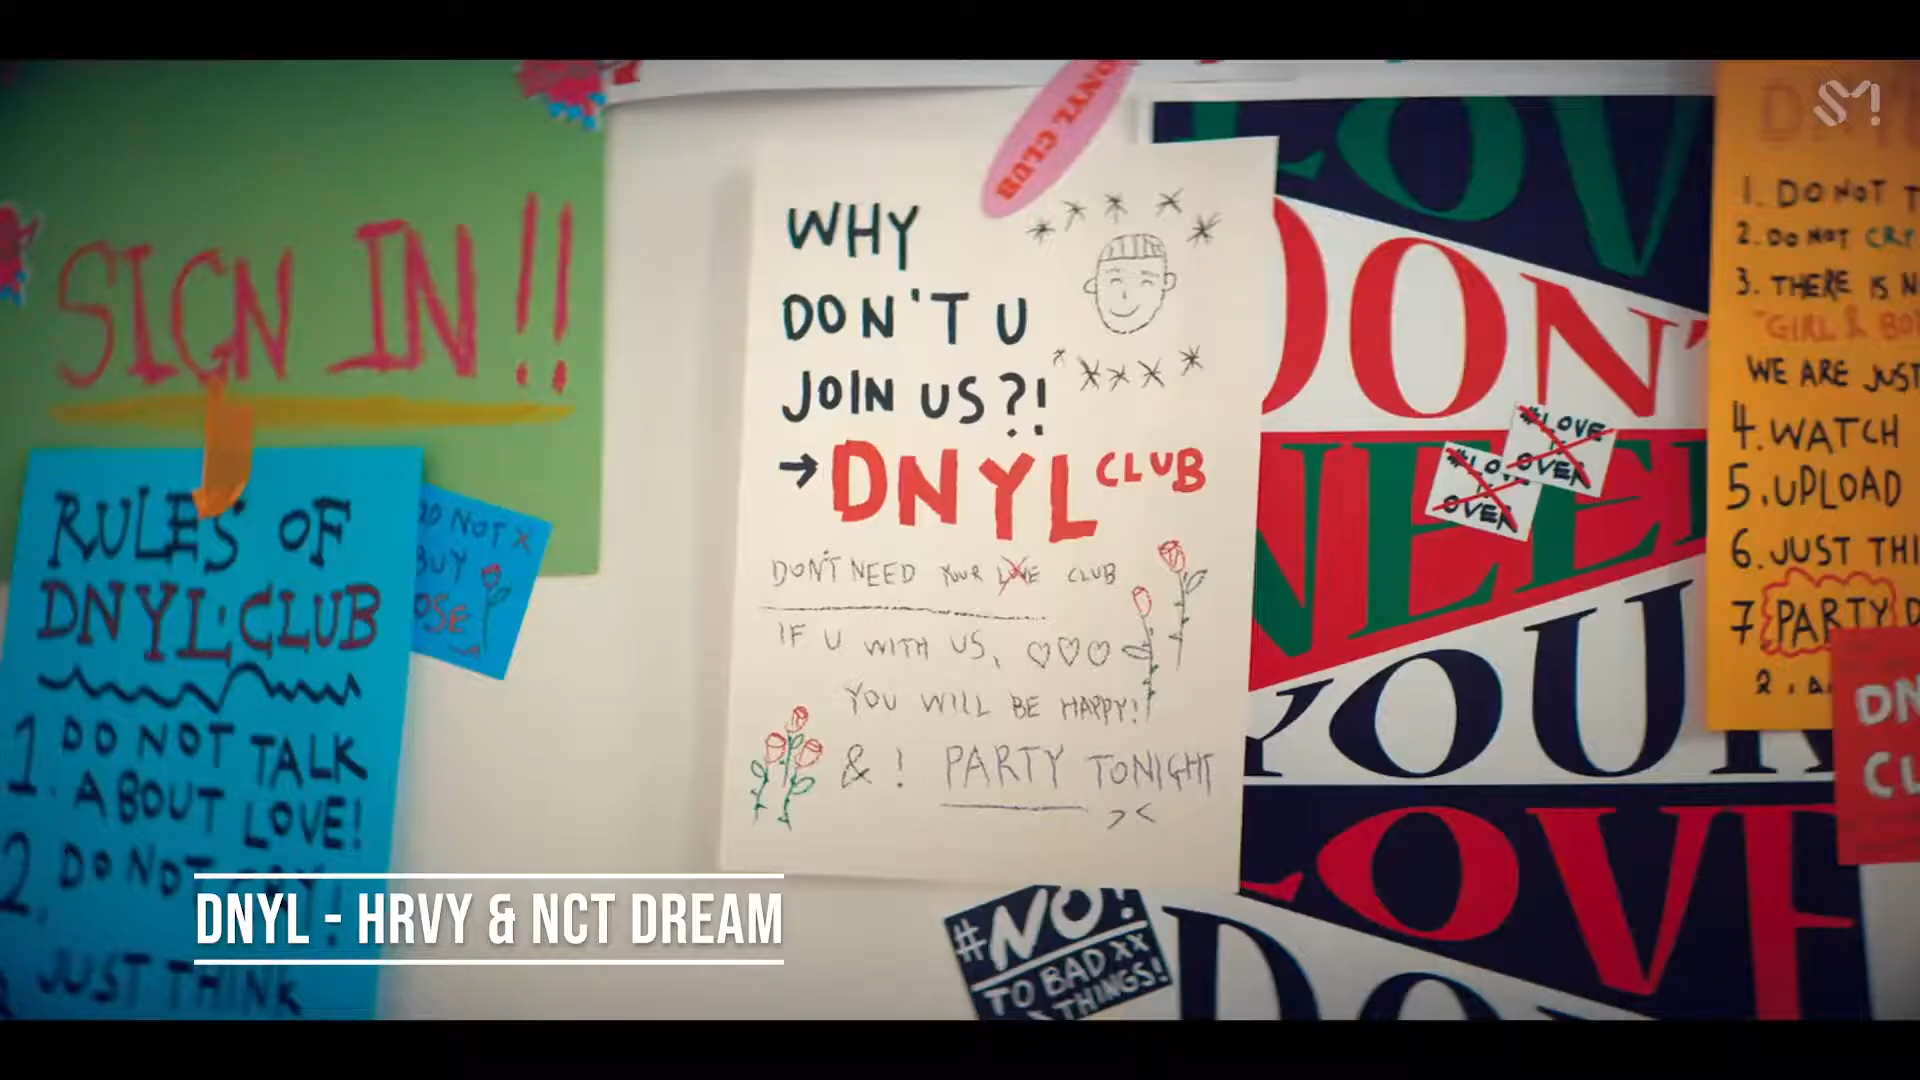 SIGN IN!!
RULES OF
DNYL CLUB
1. DO NOT TALK
ABOUT LOVE!
2. DO NOT
JUST THINK
DO NOT X
BUY
DNYL CLUB
WHY
DON'T U
JOIN US?!
→ DNYL CLUB
DON'T NEED YOUR LOVE CLUB
IF U WITH US, ♡♡♡
YOU WILL BE HAPPY!
& ! PARTY TONIGHT
> <
#NO!
TO BAD XX
THINGS!
LOVE
DON'T
NEED
YOUR
LOVE
#LOVE
IS
OVER
OVER
1. DO NOT T
2. DO NOT CRY
3. THERE IS N
"GIRL & BO
WE ARE JUST
4. WATCH
5. UPLOAD
6. JUST THI
7 PARTY D
DN
CL
SM!
DNYL - HRVY & NCT DREAM